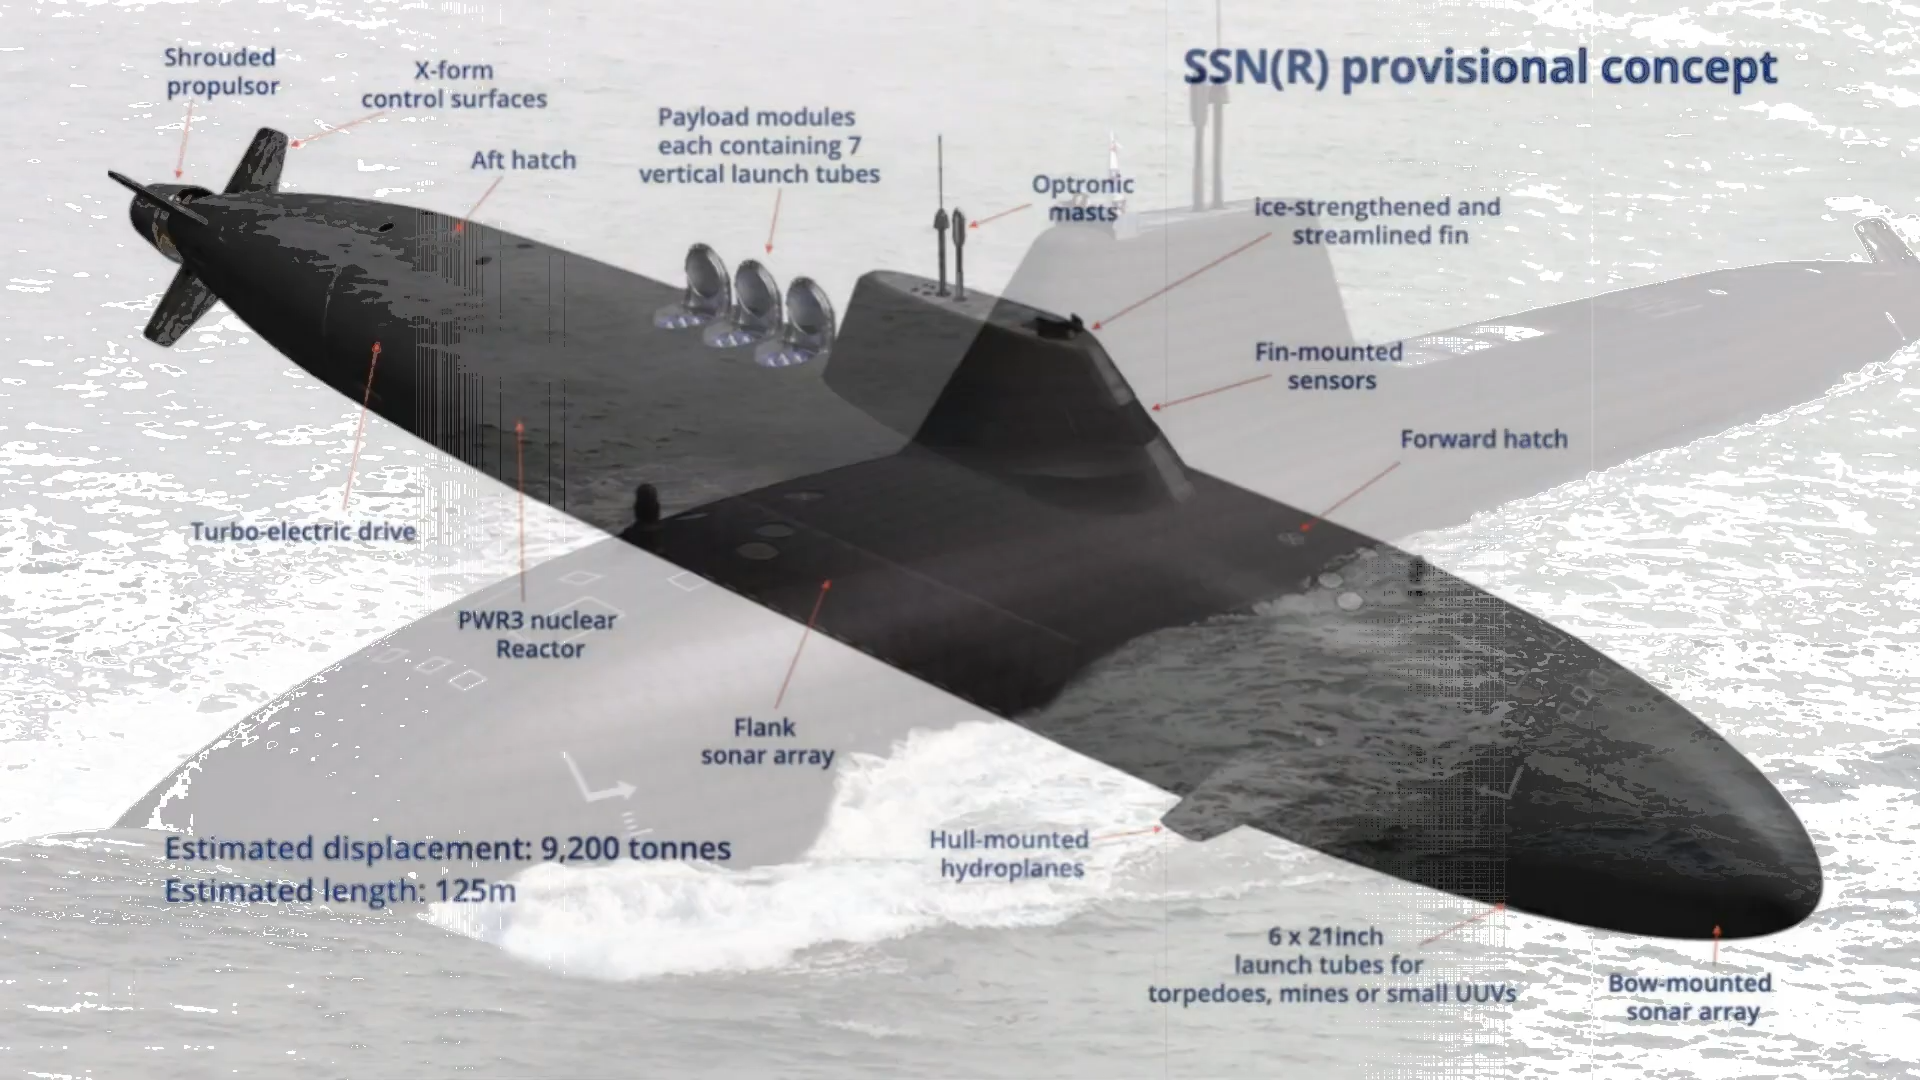 SSN(R) provisional concept
Shrouded
propulsor
X-form
control surfaces
Aft hatch
Payload modules
each containing 7
vertical launch tubes
Optronic
masts
ice-strengthened and
streamlined fin
Fin-mounted
sensors
Forward hatch
Turbo-electric drive
PWR3 nuclear
Reactor
Flank
sonar array
Hull-mounted
hydroplanes
Estimated displacement: 9,200 tonnes
Estimated length: 125m
6 x 21inch
launch tubes for
torpedoes, mines or small UUVs
Bow-mounted
sonar array